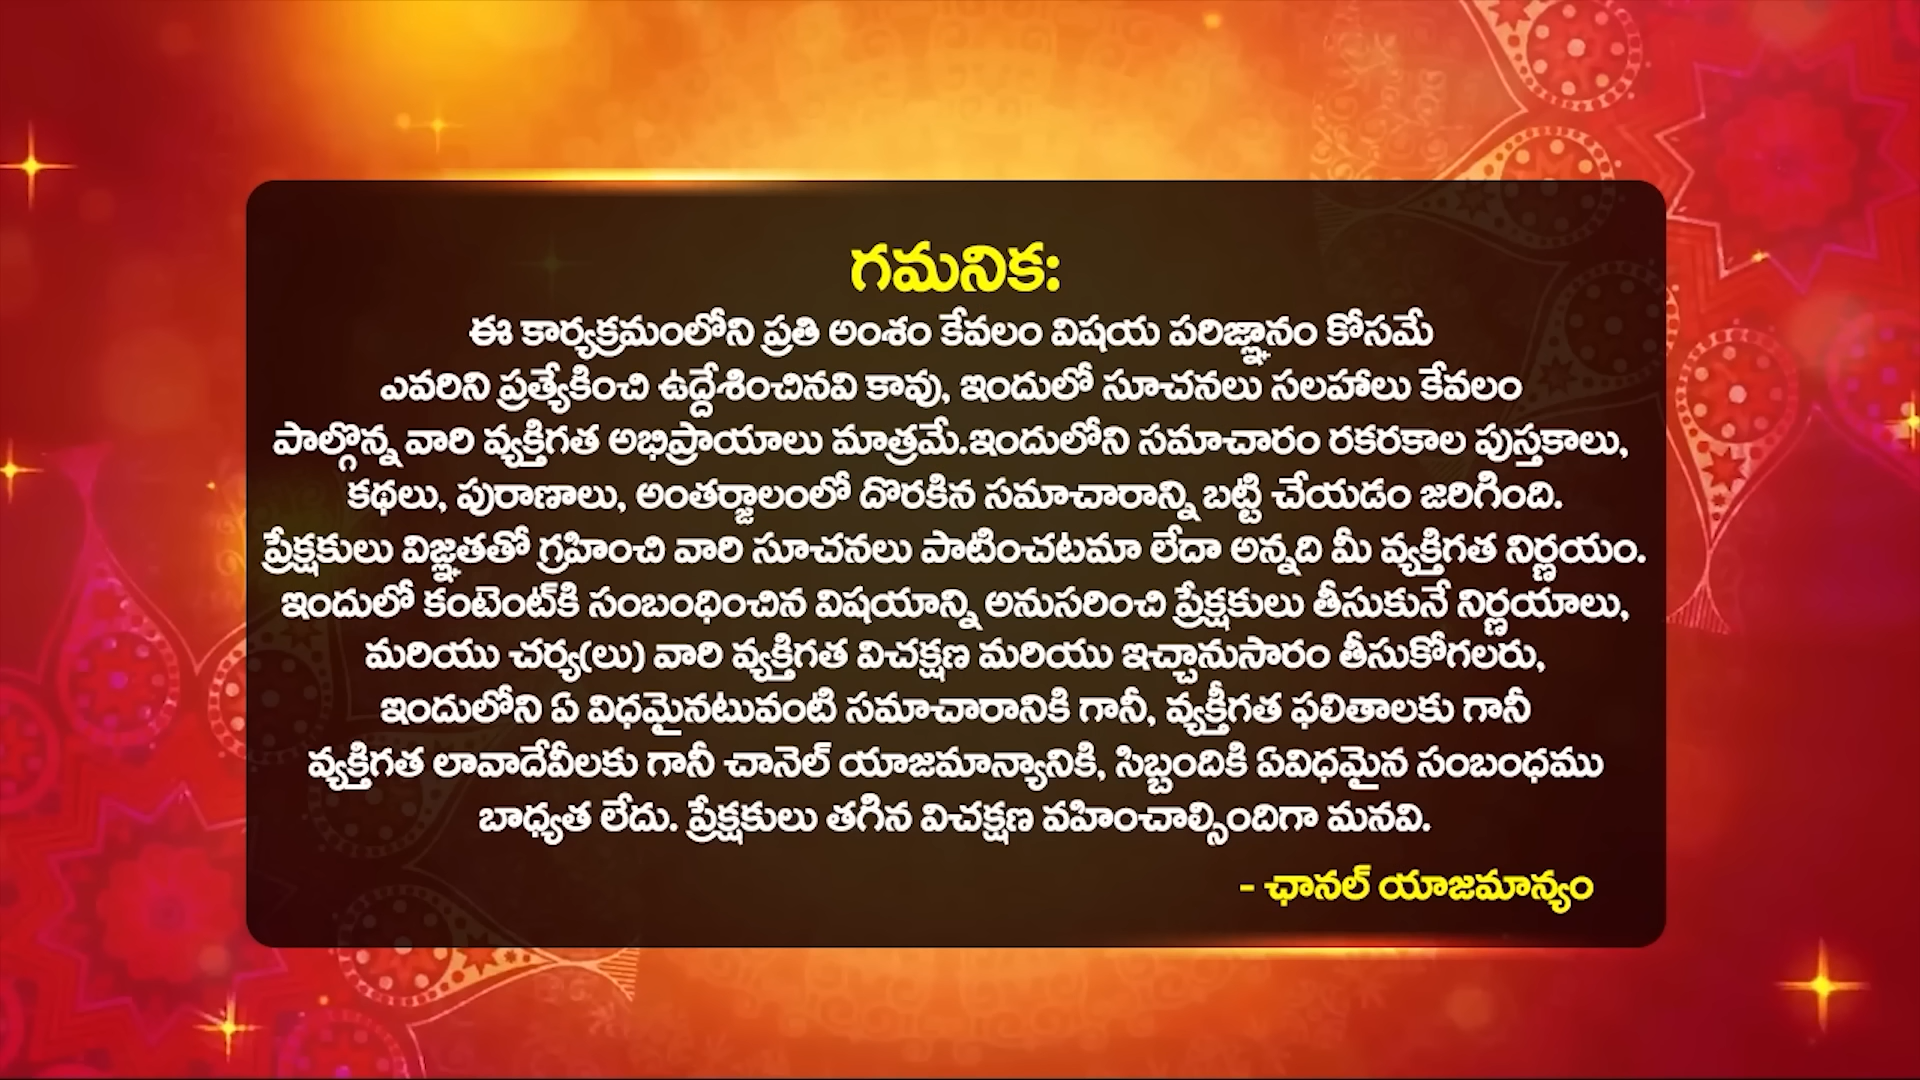 గమనిక:
ఈ కార్యక్రమంలోని ప్రతి అంశం కేవలం విషయ పరిజ్ఞానం కోసమే
ఎవరిని ప్రత్యేకించి ఉద్దేశించినవి కావు, ఇందులో సూచనలు సలహాలు కేవలం
పాల్గొన్న వారి వ్యక్తిగత అభిప్రాయాలు మాత్రమే.ఇందులోని సమాచారం రకరకాల పుస్తకాలు,
కథలు, పురాణాలు, అంతర్జాలంలో దొరకిన సమాచారాన్ని బట్టి చేయడం జరిగింది.
ప్రేక్షకులు విజ్ఞతతో గ్రహించి వారి సూచనలు పాటించటమా లేదా అన్నది మీ వ్యక్తిగత నిర్ణయం.
ఇందులో కంటెంట్‌కి సంబంధించిన విషయాన్ని అనుసరించి ప్రేక్షకులు తీసుకునే నిర్ణయాలు,
మరియు చర్య(లు) వారి వ్యక్తిగత విచక్షణ మరియు ఇచ్చానుసారం తీసుకోగలరు,
ఇందులోని ఏ విధమైనటువంటి సమాచారానికి గానీ, వ్యక్తీగత ఫలితాలకు గానీ
వ్యక్తిగత లావాదేవీలకు గానీ చానెల్ యాజమాన్యానికి, సిబ్బందికి ఏవిధమైన సంబంధము
బాధ్యత లేదు. ప్రేక్షకులు తగిన విచక్షణ వహించాల్సిందిగా మనవి.
- ఛానల్ యాజమాన్యం